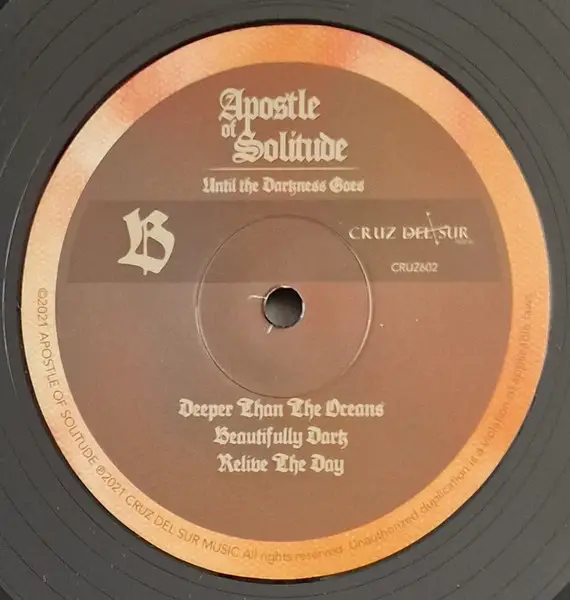 Apostle
of
Solitude
Until the Darkness Goes
B
CRUZ DEL SUR
CRUZ602
Deeper Than The Oceans
Beautifully Dark
Relive The Day
©2021 APOSTLE OF SOLITUDE ℗2021 CRUZ DEL SUR MUSIC All rights reserved. Unauthorized duplication is a violation of applicable laws.